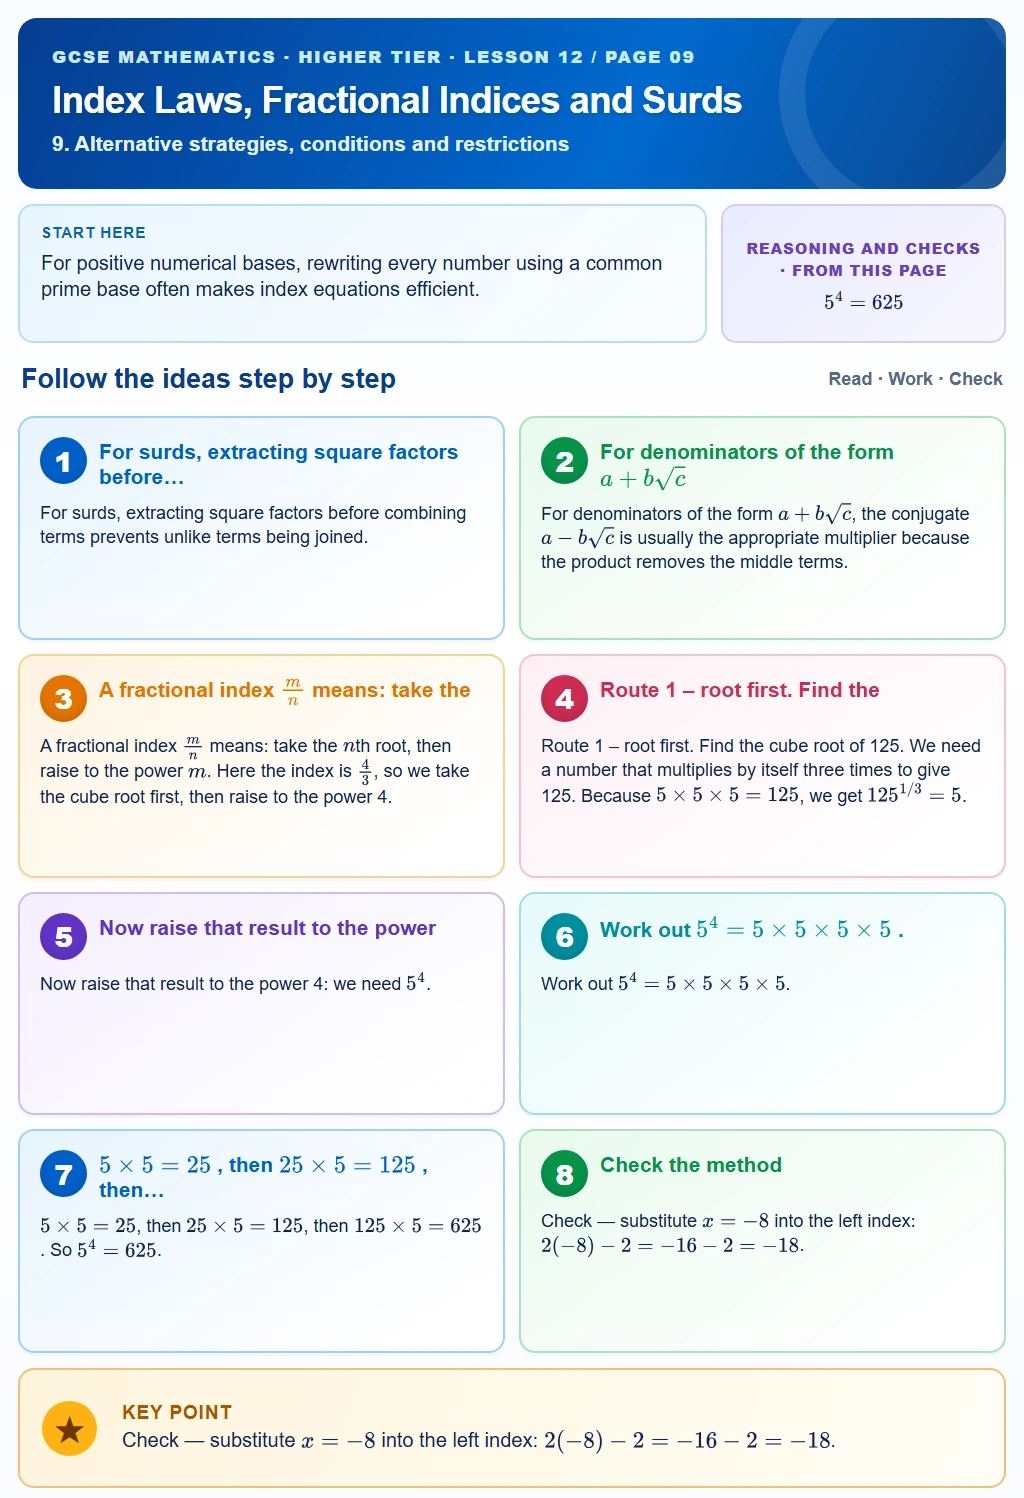 GCSE MATHEMATICS · HIGHER TIER · LESSON 12 / PAGE 09
Index Laws, Fractional Indices and Surds
9. Alternative strategies, conditions and restrictions
START HERE
For positive numerical bases, rewriting every number using a common
prime base often makes index equations efficient.
REASONING AND CHECKS
· FROM THIS PAGE
5⁴ = 625
Follow the ideas step by step
Read · Work · Check
1
For surds, extracting square factors
before…
For surds, extracting square factors before combining
terms prevents unlike terms being joined.
2
For denominators of the form
a + b√c
For denominators of the form a + b√c, the conjugate
a − b√c is usually the appropriate multiplier because
the product removes the middle terms.
3
A fractional index m/n means: take the
A fractional index m/n means: take the nth root, then
raise to the power m. Here the index is 4/3, so we take
the cube root first, then raise to the power 4.
4
Route 1 – root first. Find the
Route 1 – root first. Find the cube root of 125. We need
a number that multiplies by itself three times to give
125. Because 5 × 5 × 5 = 125, we get 125^{1/3} = 5.
5
Now raise that result to the power
Now raise that result to the power 4: we need 5⁴.
6
Work out 5⁴ = 5 × 5 × 5 × 5 .
Work out 5⁴ = 5 × 5 × 5 × 5.
7
5 × 5 = 25 , then 25 × 5 = 125 ,
then…
5 × 5 = 25, then 25 × 5 = 125, then 125 × 5 = 625
. So 5⁴ = 625.
8
Check the method
Check — substitute x = −8 into the left index:
2(−8) − 2 = −16 − 2 = −18.
★
KEY POINT
Check — substitute x = −8 into the left index: 2(−8) − 2 = −16 − 2 = −18.